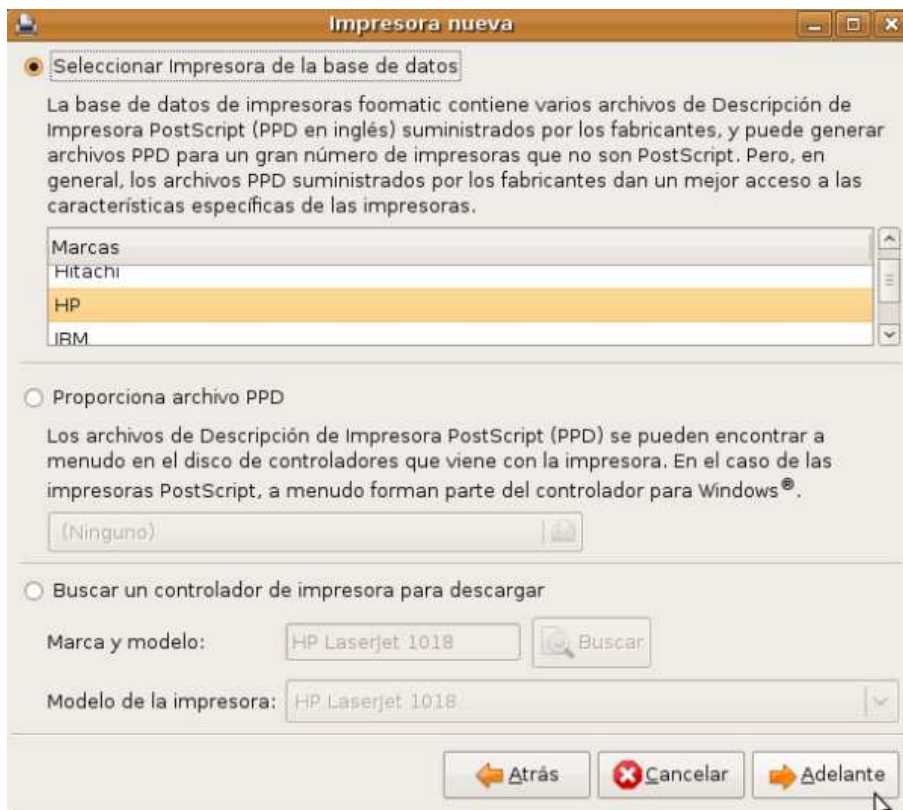 Impresora nueva
Seleccionar Impresora de la base de datos
La base de datos de impresoras foomatic contiene varios archivos de Descripción de
Impresora PostScript (PPD en inglés) suministrados por los fabricantes, y puede generar
archivos PPD para un gran número de impresoras que no son PostScript. Pero, en
general, los archivos PPD suministrados por los fabricantes dan un mejor acceso a las
características específicas de las impresoras.
Marcas
Hitachi
HP
IBM
Proporciona archivo PPD
Los archivos de Descripción de Impresora PostScript (PPD) se pueden encontrar a
menudo en el disco de controladores que viene con la impresora. En el caso de las
impresoras PostScript, a menudo forman parte del controlador para Windows®.
(Ninguno)
Buscar un controlador de impresora para descargar
Marca y modelo: HP LaserJet 1018 Buscar
Modelo de la impresora: HP LaserJet 1018
Atrás Cancelar Adelante